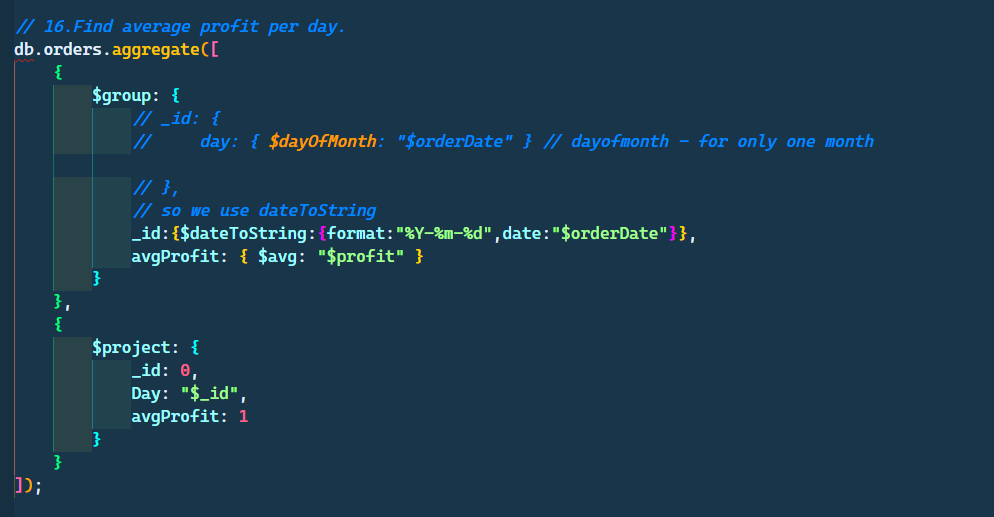 // 16.Find average profit per day.
db.orders.aggregate([
    {
        $group: {
            // _id: {
            //     day: { $dayOfMonth: "$orderDate" } // dayofmonth - for only one month

            // },
            // so we use dateToString
            _id:{$dateToString:{format:"%Y-%m-%d",date:"$orderDate"}},
            avgProfit: { $avg: "$profit" }
        }
    },
    {
        $project: {
            _id: 0,
            Day: "$_id",
            avgProfit: 1
        }
    }
]);